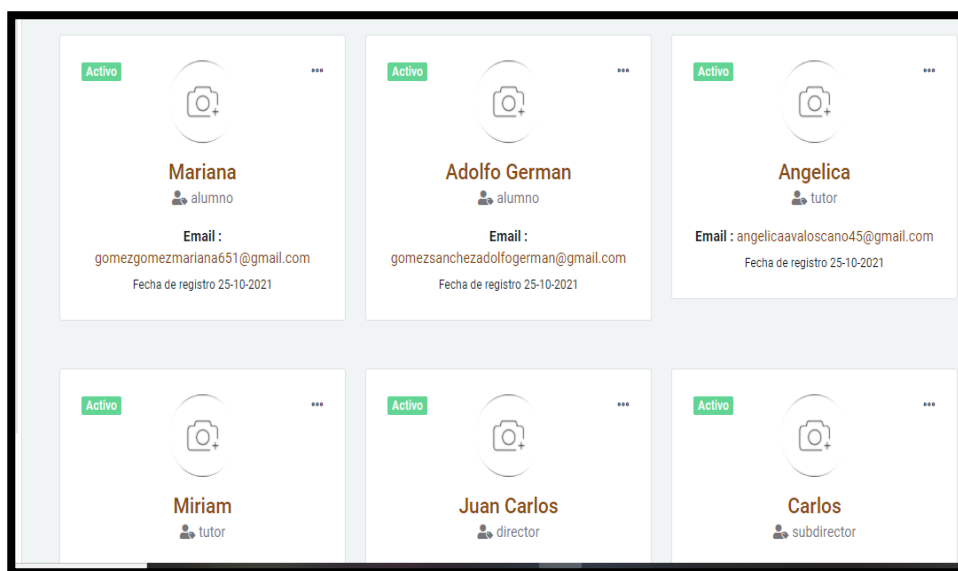 Activo
Mariana
alumno
Email :
gomezgomezmariana651@gmail.com
Fecha de registro 25-10-2021
Activo
Adolfo German
alumno
Email :
gomezsanchezadolfogerman@gmail.com
Fecha de registro 25-10-2021
Activo
Angelica
tutor
Email : angelicaavaloscano45@gmail.com
Fecha de registro 25-10-2021
Activo
Miriam
tutor
Activo
Juan Carlos
director
Activo
Carlos
subdirector